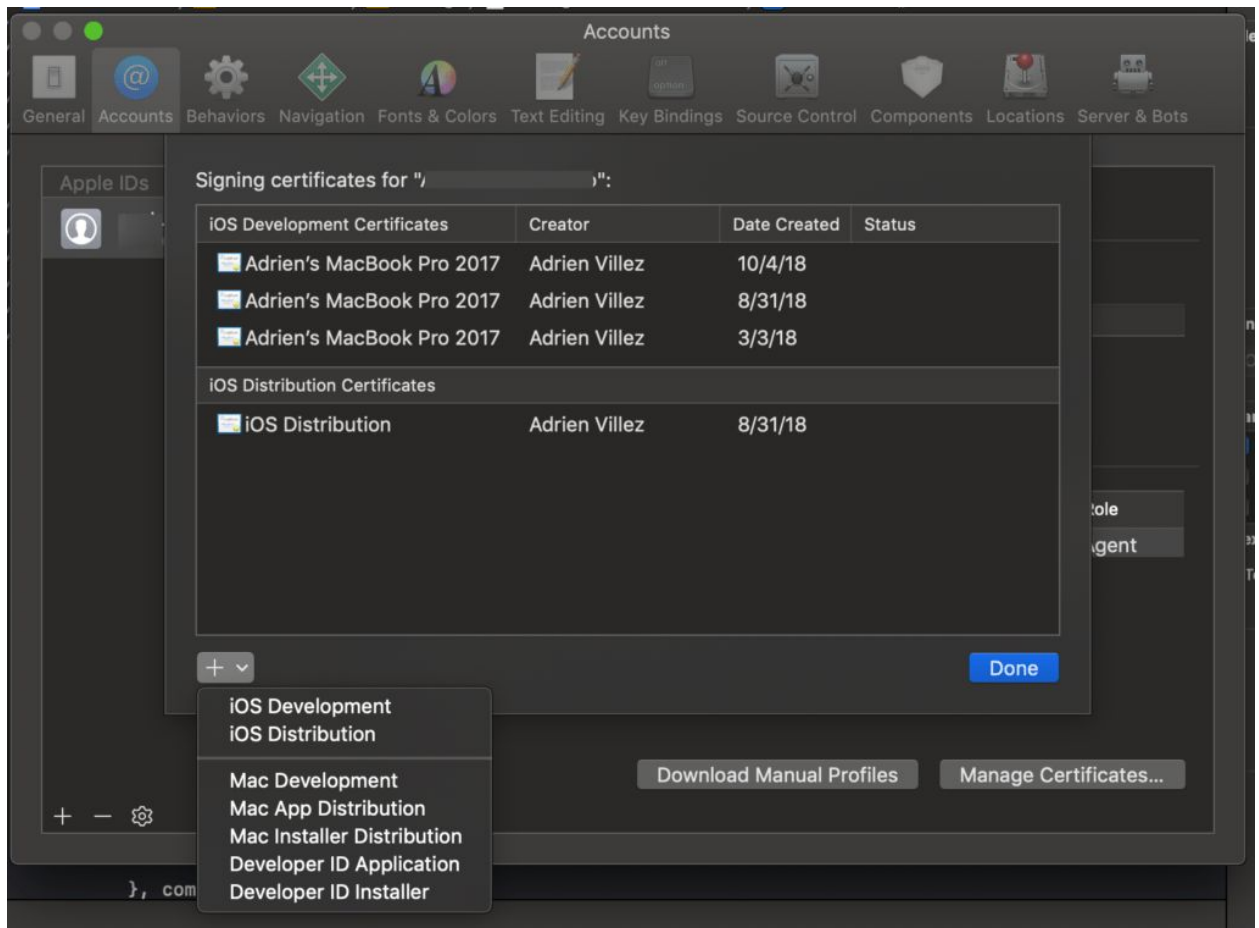 Accounts
General Accounts Behaviors Navigation Fonts & Colors Text Editing Key Bindings Source Control Components Locations Server & Bots
Apple IDs
Signing certificates for " ":
iOS Development Certificates Creator Date Created Status
Adrien’s MacBook Pro 2017 Adrien Villez 10/4/18
Adrien’s MacBook Pro 2017 Adrien Villez 8/31/18
Adrien’s MacBook Pro 2017 Adrien Villez 3/3/18
iOS Distribution Certificates
iOS Distribution Adrien Villez 8/31/18
Done
iOS Development
iOS Distribution
Mac Development
Mac App Distribution
Mac Installer Distribution
Developer ID Application
Developer ID Installer
Download Manual Profiles Manage Certificates...
}, com